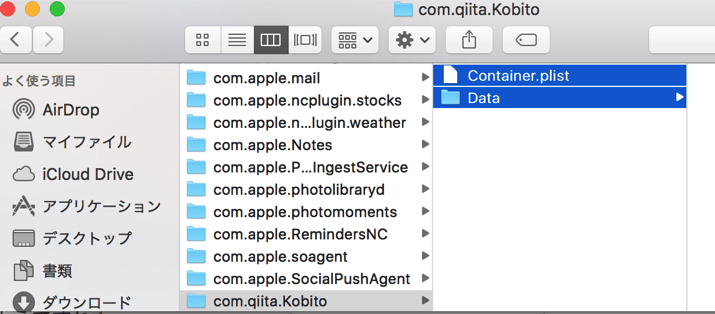 com.qiita.Kobito
よく使う項目
AirDrop
マイファイル
iCloud Drive
アプリケーション
デスクトップ
書類
ダウンロード
com.apple.mail
com.apple.ncplugin.stocks
com.apple.n...lugin.weather
com.apple.Notes
com.apple.P...IngestService
com.apple.photolibraryd
com.apple.photomoments
com.apple.RemindersNC
com.apple.soagent
com.apple.SocialPushAgent
com.qiita.Kobito
Container.plist
Data